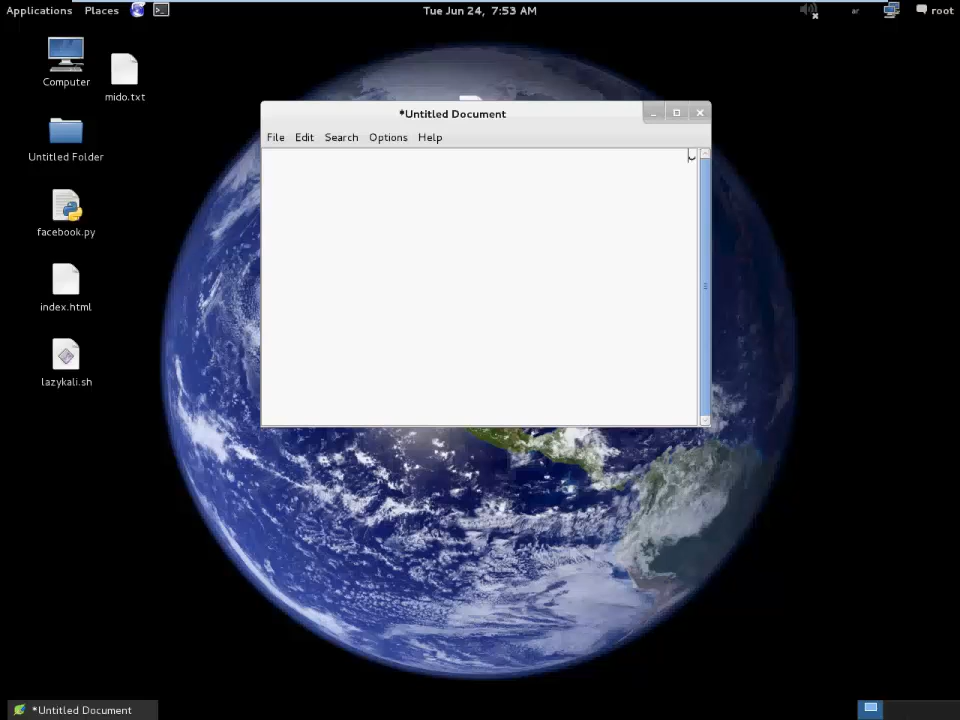 Applications Places Tue Jun 24, 7:53 AM ar root
Computer
mido.txt
Untitled Folder
facebook.py
index.html
lazykali.sh
*Untitled Document
File Edit Search Options Help
*Untitled Document